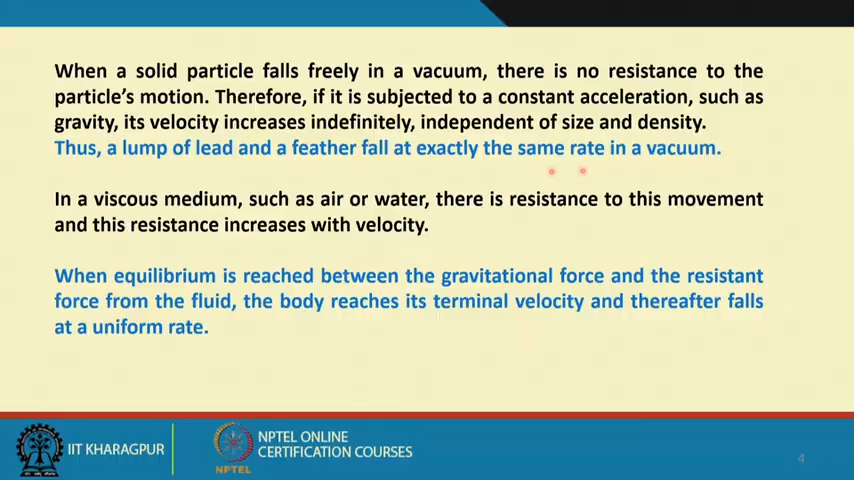 When a solid particle falls freely in a vacuum, there is no resistance to the
particle's motion. Therefore, if it is subjected to a constant acceleration, such as
gravity, its velocity increases indefinitely, independent of size and density.
Thus, a lump of lead and a feather fall at exactly the same rate in a vacuum.
In a viscous medium, such as air or water, there is resistance to this movement
and this resistance increases with velocity.
When equilibrium is reached between the gravitational force and the resistant
force from the fluid, the body reaches its terminal velocity and thereafter falls
at a uniform rate.
IIT KHARAGPUR
NPTEL
NPTEL ONLINE
CERTIFICATION COURSES
4